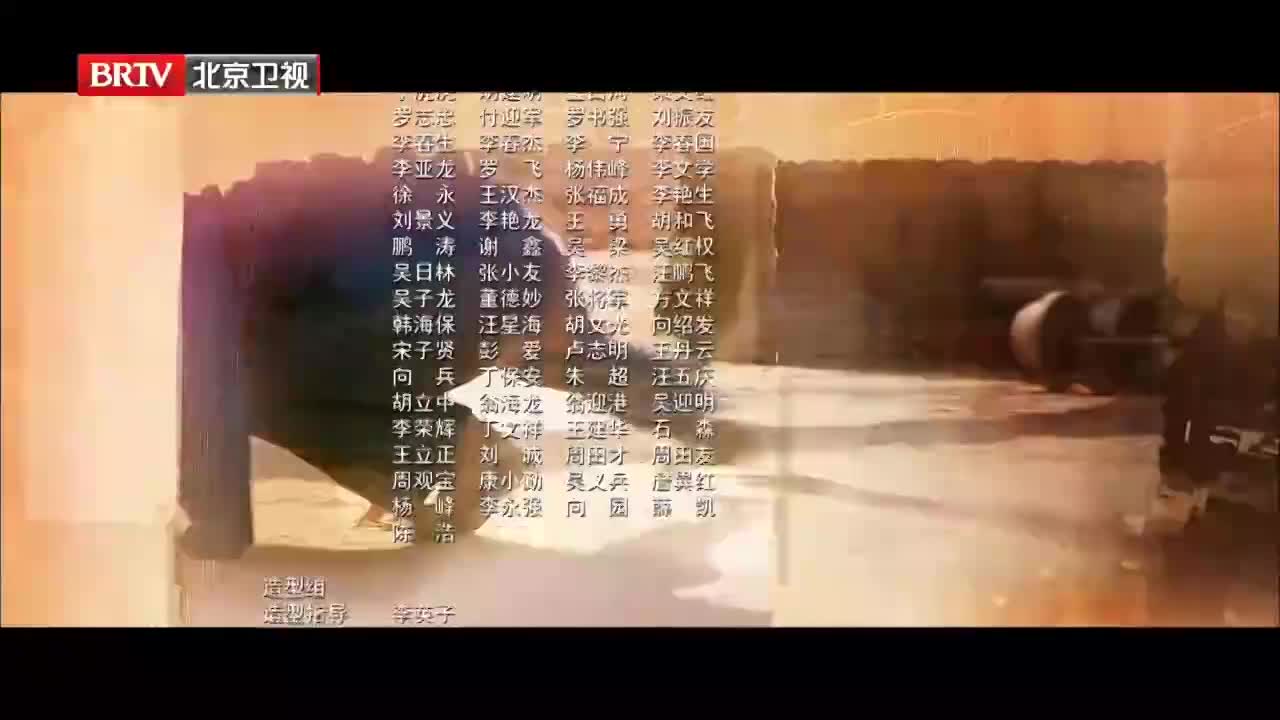 BRTV 北京卫视
罗志忠 付迎军 罗书强 刘振友
李春生 李春杰 李 宁 李春国
李亚龙 罗 飞 杨伟峰 李文学
徐 永 王汉杰 张福成 李艳生
刘景义 李艳龙 王 勇 胡和飞
鹏 涛 谢 鑫 吴 梁 吴红权
吴日林 张小友 李黎杰 汪鹏飞
吴子龙 董德妙 张将军 方文祥
韩海保 汪星海 胡文光 向绍发
宋子贤 彭 爱 卢志明 王丹云
向 兵 丁保安 朱 超 汪五庆
胡立中 翁海龙 翁迎港 吴迎明
李荣辉 丁文祥 王建华 石 森
王立正 刘 诚 周田才 周田友
周观宝 康小劲 吴义兵 詹異红
杨 峰 李永强 向 园 薛 凯
陈 浩
造型组
造型指导 李英子